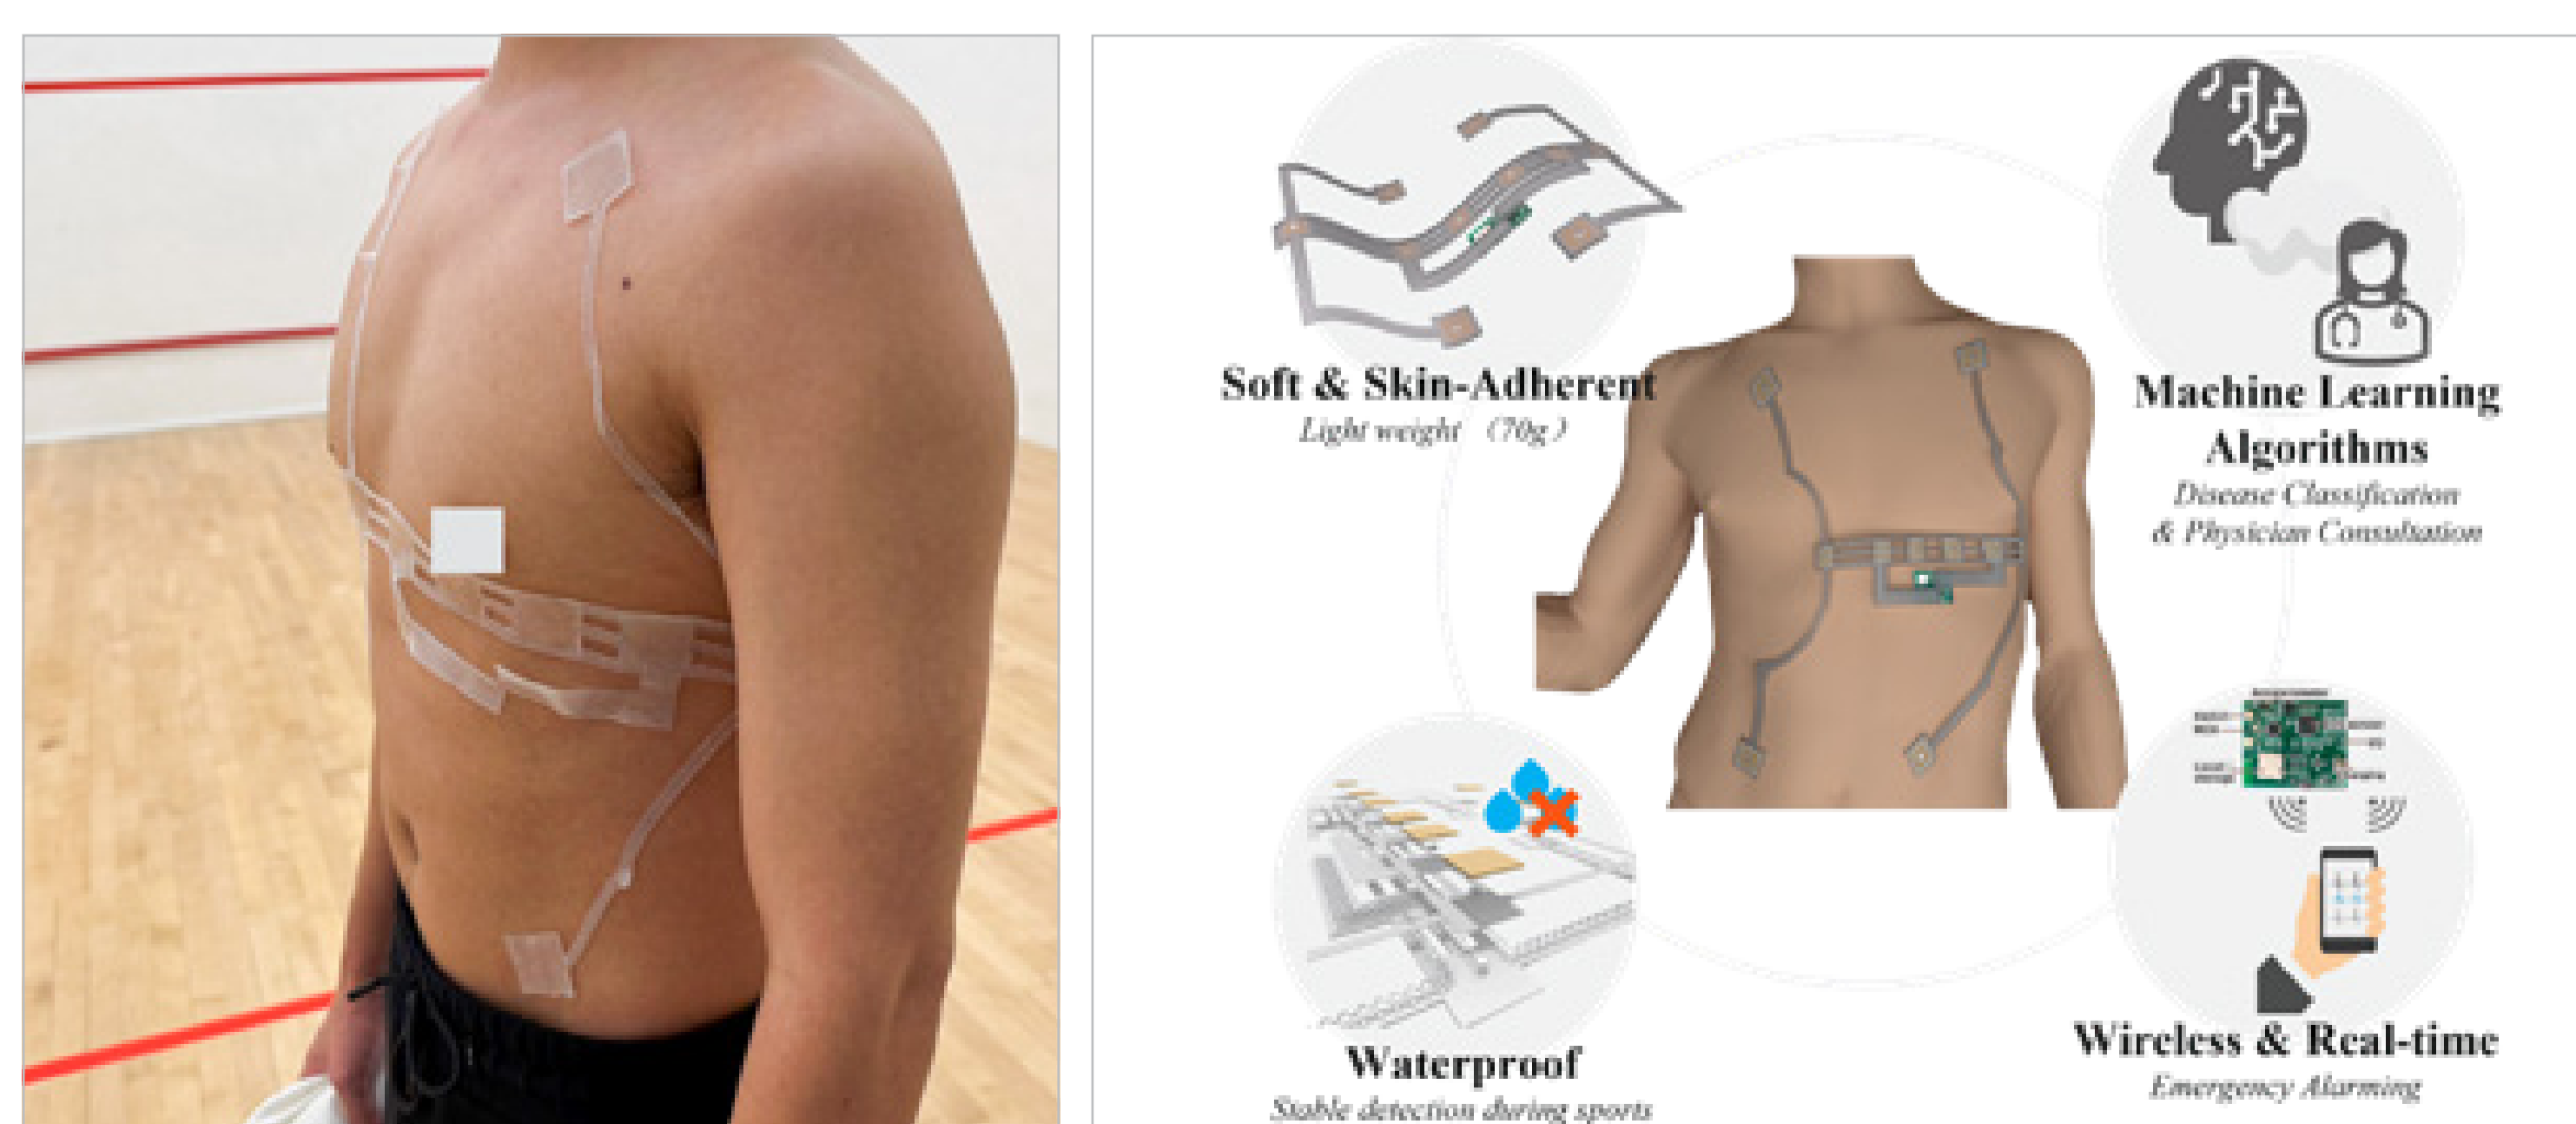 Soft & Skin-Adherent
Light weight （70g）
Machine Learning
Algorithms
Disease Classification
& Physician Consultation
Waterproof
Stable detection during sports
Wireless & Real-time
Emergency Alarming